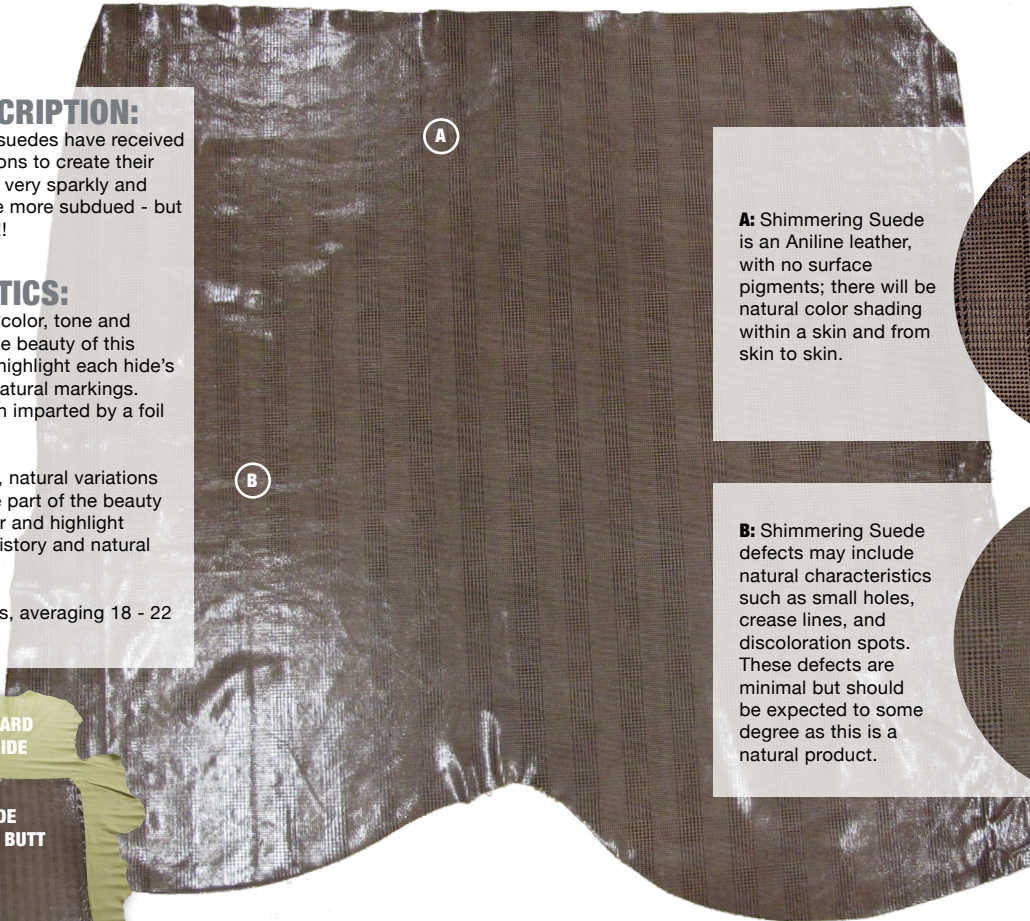 CRIPTION:
suedes have received
ons to create their
very sparkly and
e more subdued - but
!!
TICS:
color, tone and
e beauty of this
highlight each hide's
atural markings.
n imparted by a foil
, natural variations
e part of the beauty
r and highlight
istory and natural
s, averaging 18 - 22
ARD
IDE
DE
BUTT
A
B
A: Shimmering Suede
is an Aniline leather,
with no surface
pigments; there will be
natural color shading
within a skin and from
skin to skin.
B: Shimmering Suede
defects may include
natural characteristics
such as small holes,
crease lines, and
discoloration spots.
These defects are
minimal but should
be expected to some
degree as this is a
natural product.